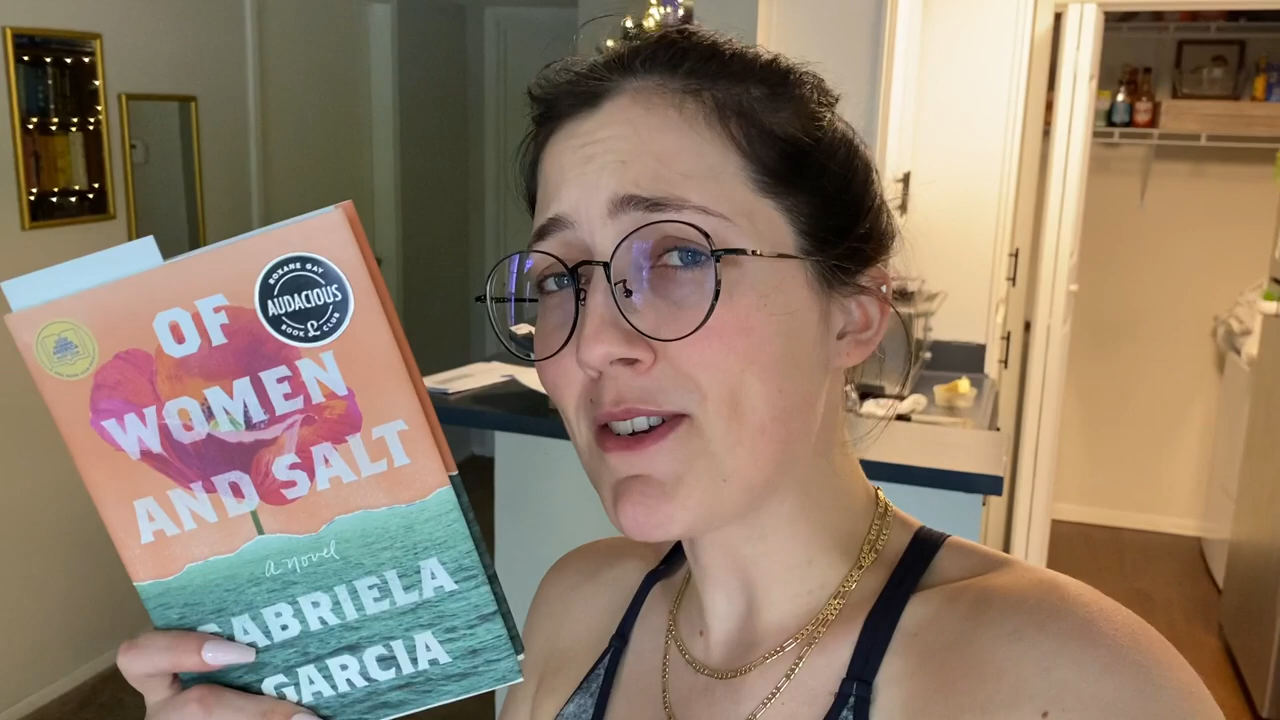 ROXANE GAY
AUDACIOUS
BOOK CLUB
OF
WOMEN
AND SALT
a novel
GABRIELA
GARCIA